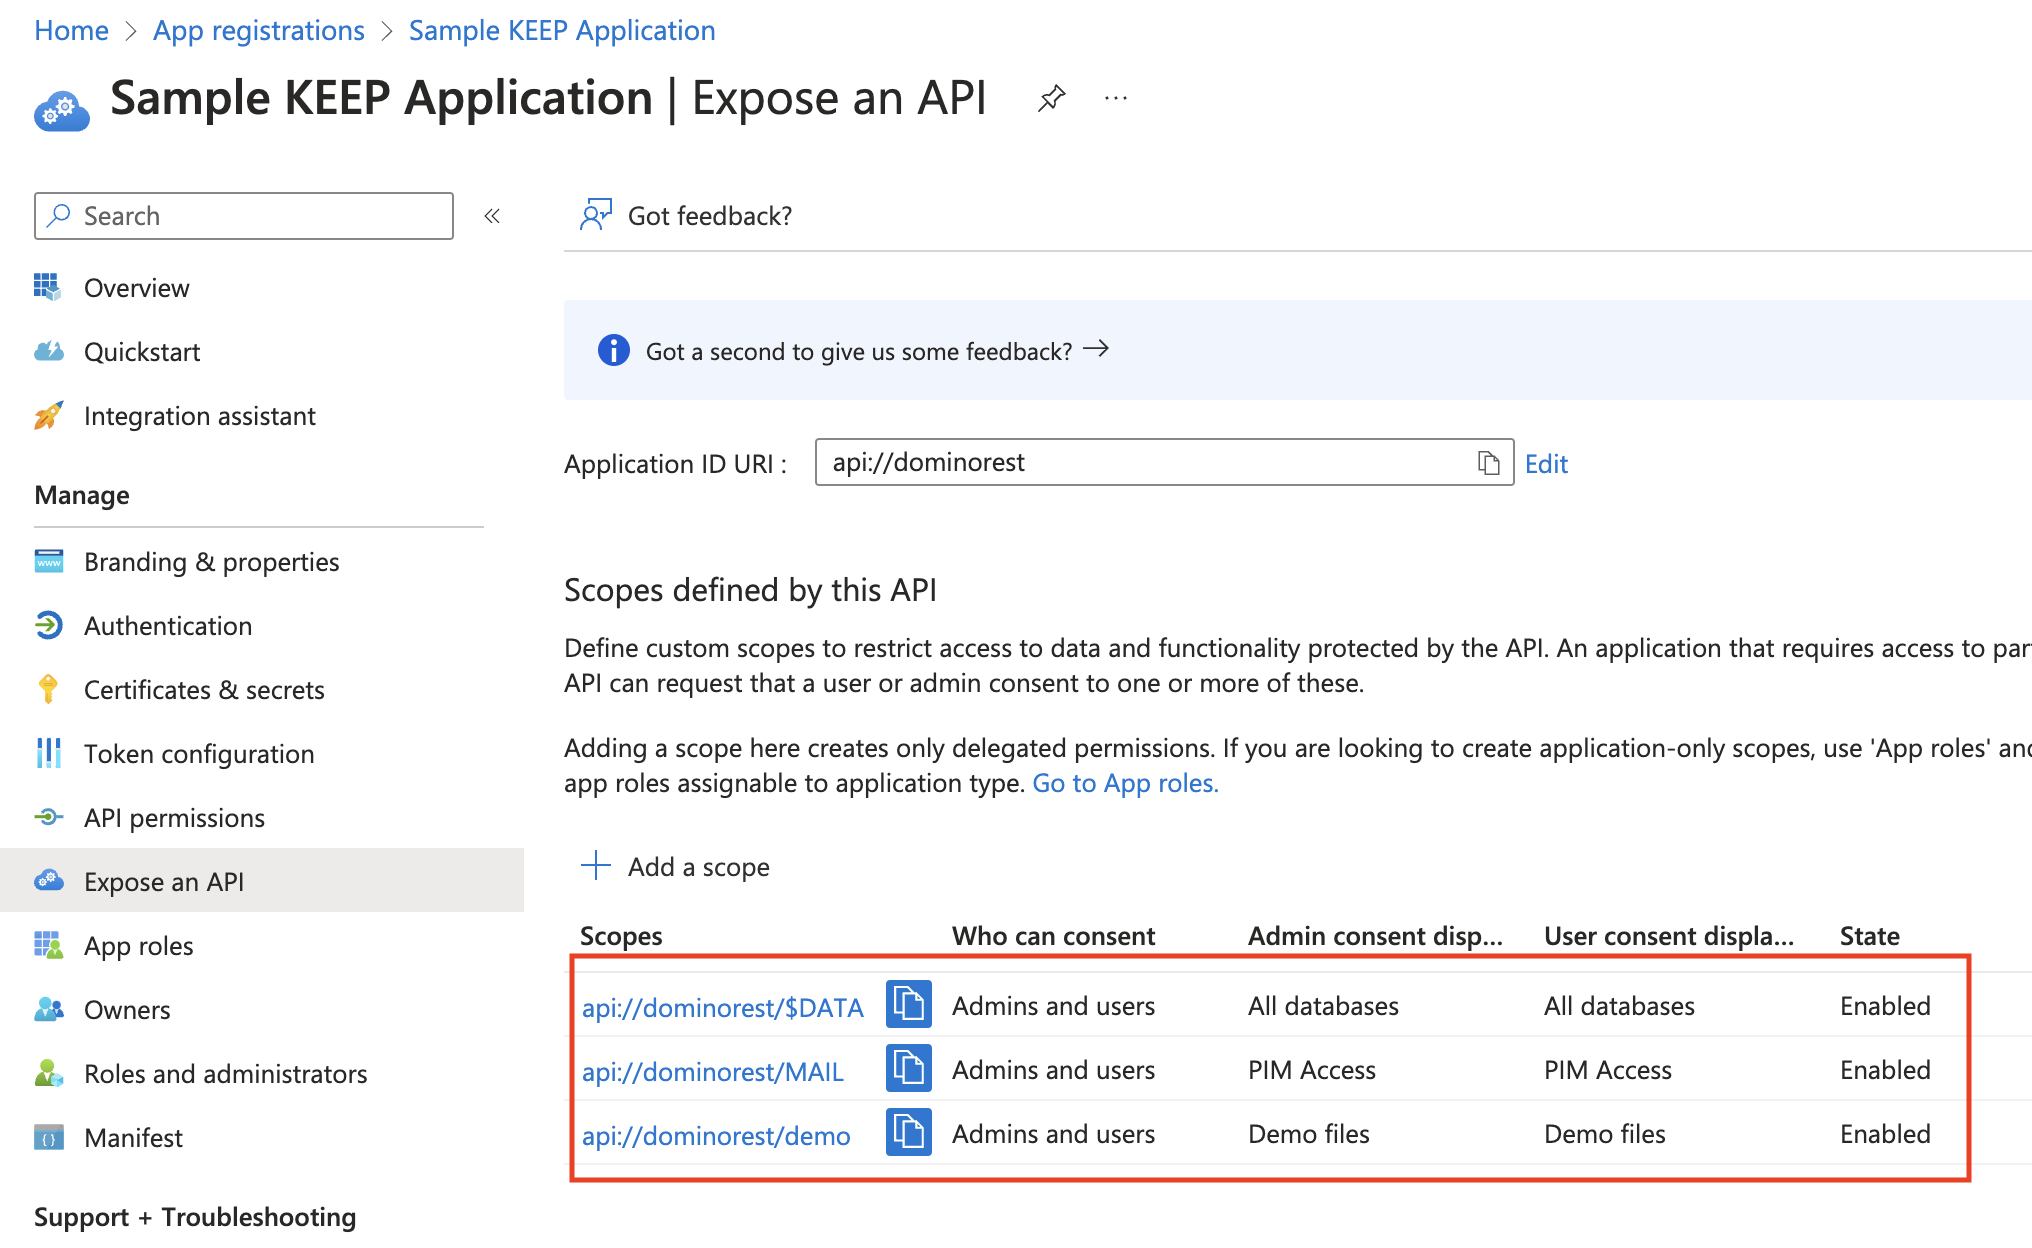 Home > App registrations > Sample KEEP Application
Sample KEEP Application | Expose an API
Search
Overview
Quickstart
Integration assistant
Manage
Branding & properties
Authentication
Certificates & secrets
Token configuration
API permissions
Expose an API
App roles
Owners
Roles and administrators
Manifest
Support + Troubleshooting
Got feedback?
Got a second to give us some feedback?
Application ID URI : api://dominorest Edit
Scopes defined by this API
Define custom scopes to restrict access to data and functionality protected by the API. An application that requires access to
API can request that a user or admin consent to one or more of these.
Adding a scope here creates only delegated permissions. If you are looking to create application-only scopes, use 'App roles'
app roles assignable to application type. Go to App roles.
Add a scope
Scopes Who can consent Admin consent disp... User consent displa... State
api://dominorest/$DATA Admins and users All databases All databases Enabled
api://dominorest/MAIL Admins and users PIM Access PIM Access Enabled
api://dominorest/demo Admins and users Demo files Demo files Enabled